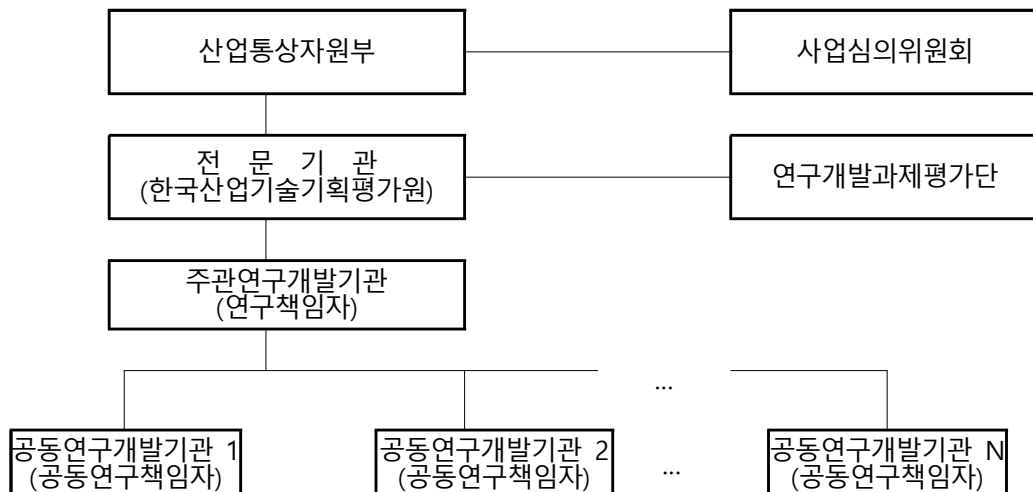 산업통상자원부
사업심의위원회
전 문 기 관
(한국산업기술기획평가원)
연구개발과제평가단
주관연구개발기관
(연구책임자)
...
공동연구개발기관 1
(공동연구책임자)
공동연구개발기관 2
(공동연구책임자)
...
공동연구개발기관 N
(공동연구책임자)